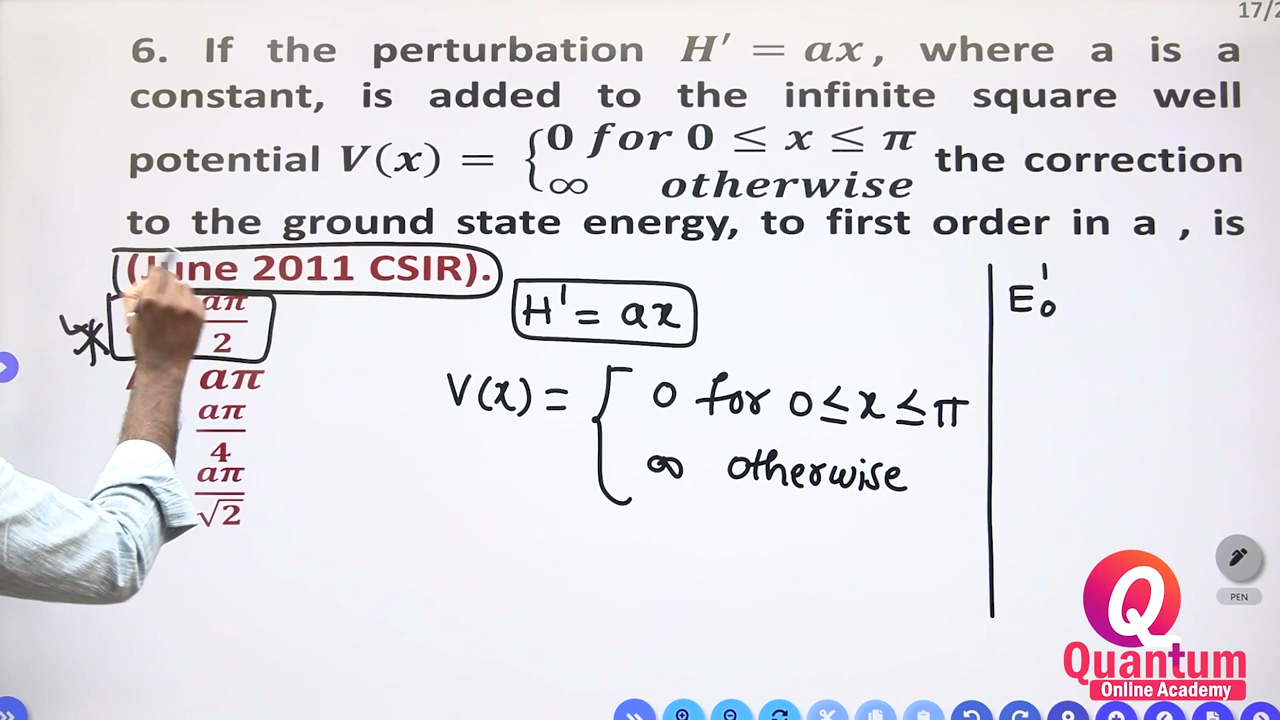 17/2
6. If the perturbation H′ = ax, where a is a
constant, is added to the infinite square well
potential V(x) = {0 for 0 ≤ x ≤ π the correction
∞ otherwise
to the ground state energy, to first order in a , is
(June 2011 CSIR).
aπ/2
aπ
aπ/4
aπ/√2
H' = ax
V(x) = { 0 for 0 ≤ x ≤ π
∞ otherwise
E₀'
PEN
Q
Quantum
Online Academy